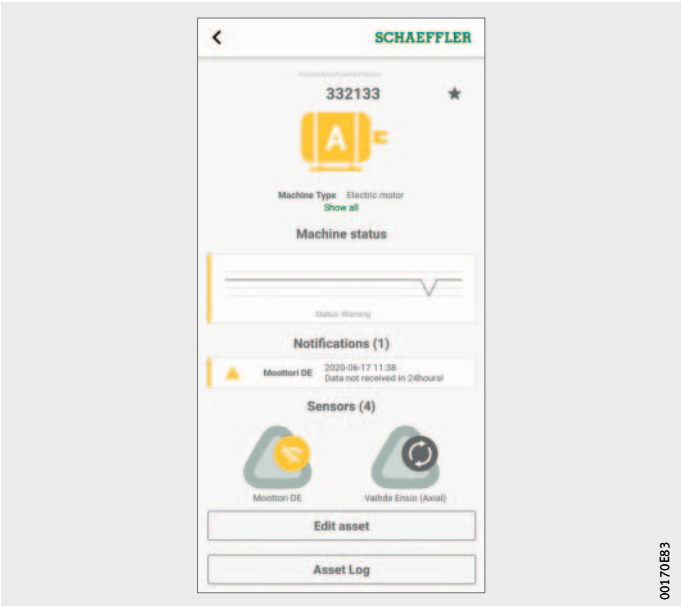 SCHAEFFLER
332133
A
Machine Type Electric motor
Show all
Machine status
Status: Warning
Notifications (1)
Moottori DE
2020-06-17 11:38
Data not received in 24hours!
Sensors (4)
Moottori DE
Vaihde Ensio (Axial)
Edit asset
Asset Log
00170E83